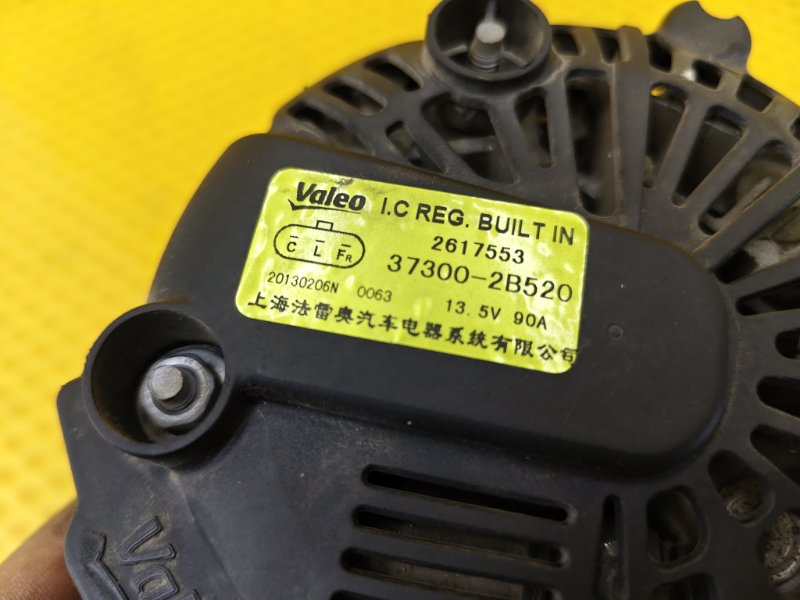 Valeo I.C REG. BUILT IN
2617553
C L FR
37300-2B520
20130206N 0063 13.5V 90A
上海法雷奥汽车电器系统有限公司
Valeo